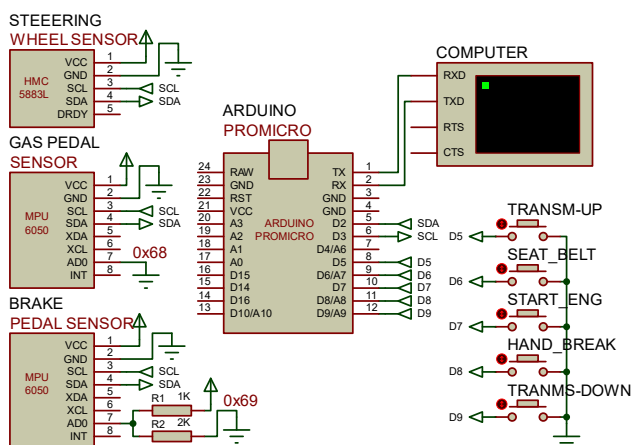 STEEERING
WHEEL SENSOR
HMC
5883L
VCC 1
GND 2
SCL 3 SCL
SDA 4 SDA
DRDY 5
GAS PEDAL
SENSOR
MPU
6050
VCC 1
GND 2
SCL 3 SCL
SDA 4 SDA
XDA 5
XCL 6
AD0 7 0x68
INT 8
BRAKE
PEDAL SENSOR
MPU
6050
VCC 1
GND 2
SCL 3 SCL
SDA 4 SDA
XDA 5
XCL 6
AD0 7
INT 8
R1 1K
R2 2K
0x69
ARDUINO
PROMICRO
ARDUINO
PROMICRO
24 RAW
23 GND
22 RST
21 VCC
20 A3
19 A2
18 A1
17 A0
16 D15
15 D14
14 D16
13 D10/A10
TX 1
RX 2
GND 3
GND 4
D2 5 SDA
D3 6 SCL
D4/A6 7
D5 8 D5
D6/A7 9 D6
D7 10 D7
D8/A8 11 D8
D9/A9 12 D9
COMPUTER
RXD
TXD
RTS
CTS
TRANSM-UP
D5
SEAT_BELT
D6
START_ENG
D7
HAND_BREAK
D8
TRANMS-DOWN
D9